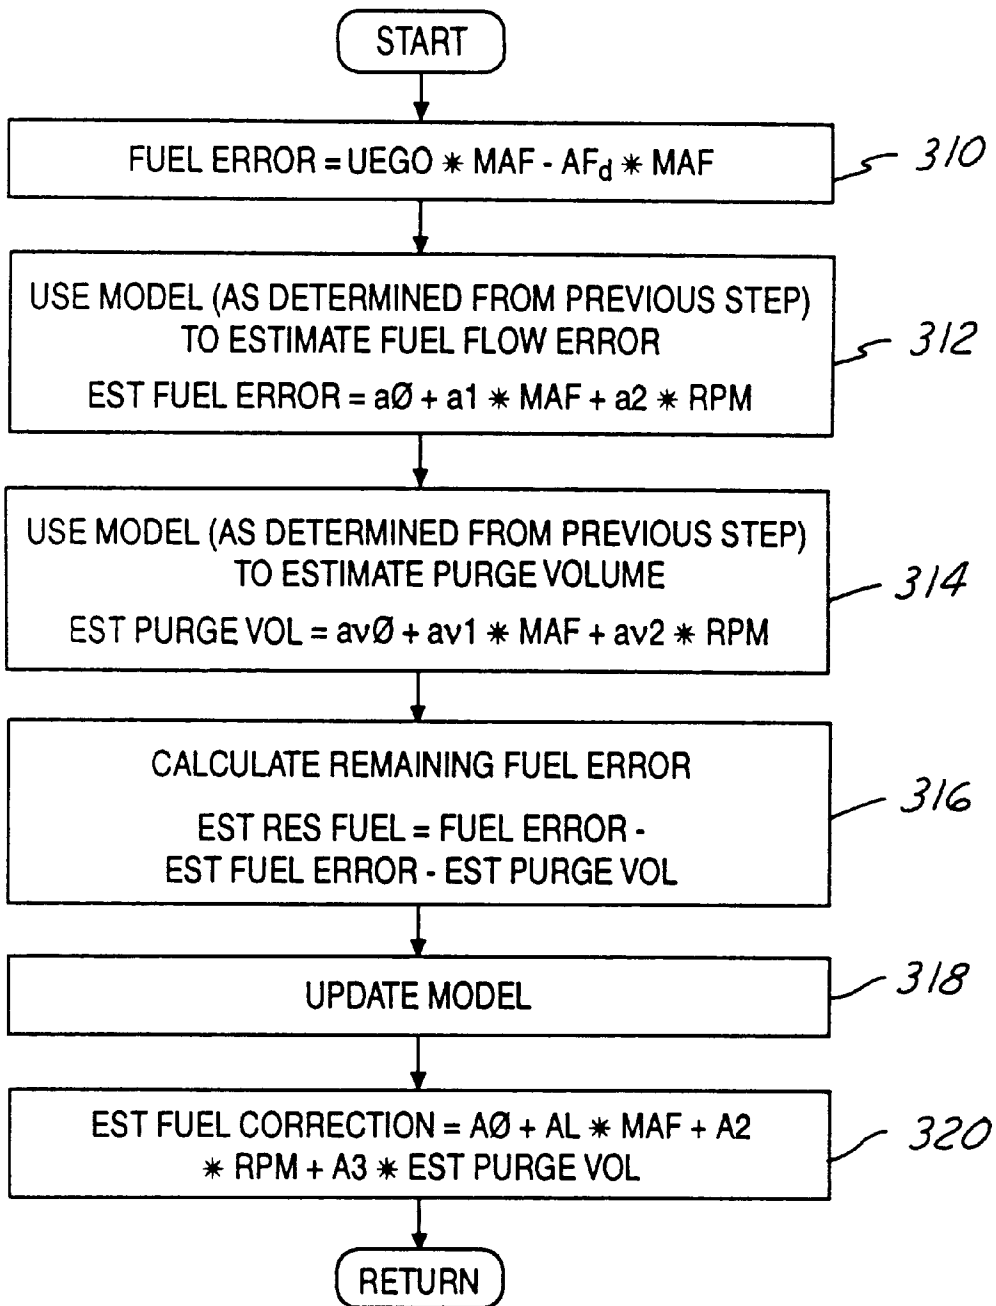 START
FUEL ERROR = UEGO * MAF - AFd * MAF
310
USE MODEL (AS DETERMINED FROM PREVIOUS STEP)
TO ESTIMATE FUEL FLOW ERROR
EST FUEL ERROR = aØ + a1 * MAF + a2 * RPM
312
USE MODEL (AS DETERMINED FROM PREVIOUS STEP)
TO ESTIMATE PURGE VOLUME
EST PURGE VOL = avØ + av1 * MAF + av2 * RPM
314
CALCULATE REMAINING FUEL ERROR
EST RES FUEL = FUEL ERROR -
EST FUEL ERROR - EST PURGE VOL
316
UPDATE MODEL
318
EST FUEL CORRECTION = AØ + AL * MAF + A2
* RPM + A3 * EST PURGE VOL
320
RETURN